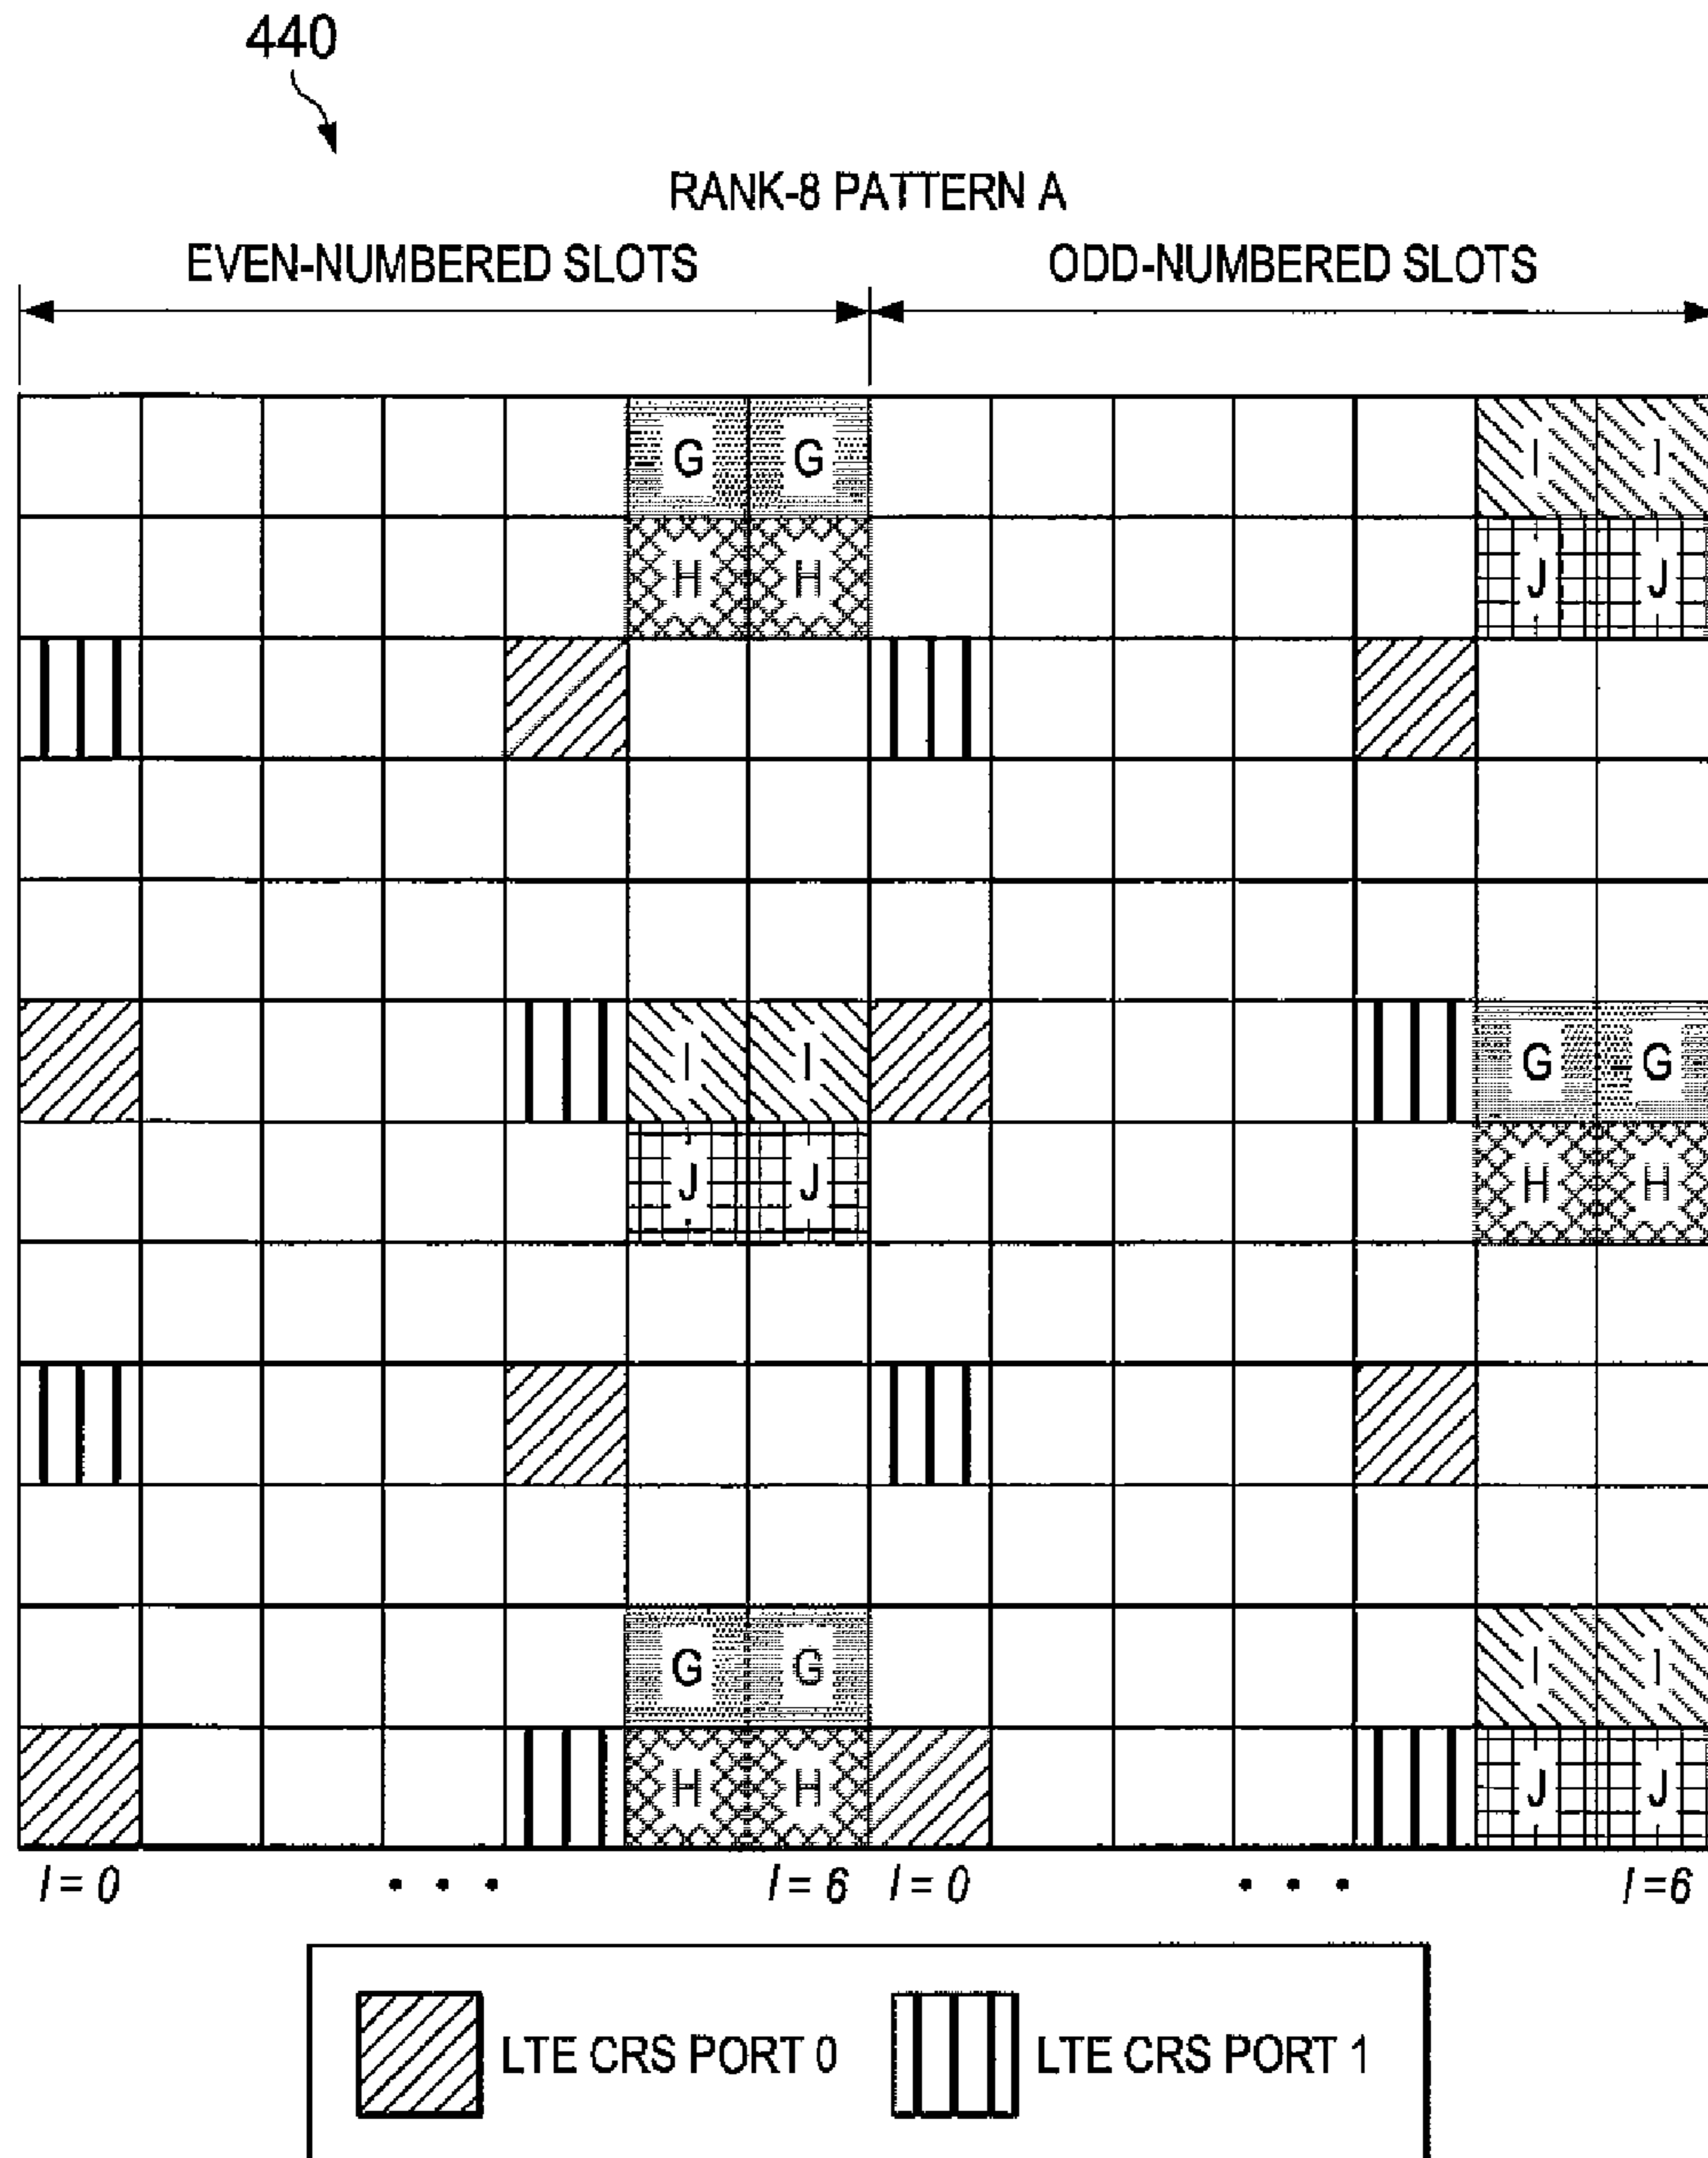 440
RANK-8 PATTERN A
EVEN-NUMBERED SLOTS ODD-NUMBERED SLOTS
G G I I
H H J J
I I G G
J J H H
G G I I
H H J J
l = 0 • • • l = 6 l = 0 • • • l =6
LTE CRS PORT 0 LTE CRS PORT 1